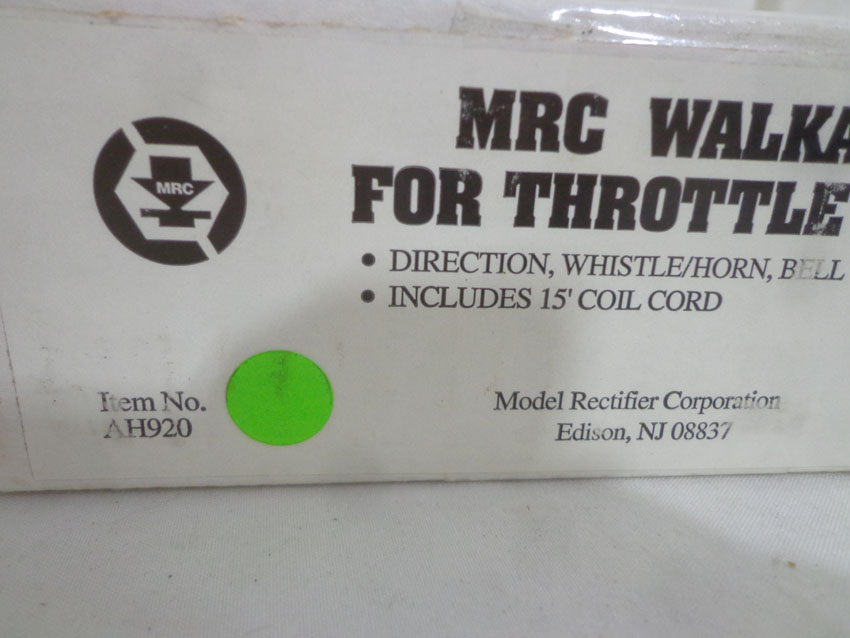 MRC WALKA
FOR THROTTLE
MRC
• DIRECTION, WHISTLE/HORN, BELL
• INCLUDES 15' COIL CORD
Item No.
AH920
Model Rectifier Corporation
Edison, NJ 08837